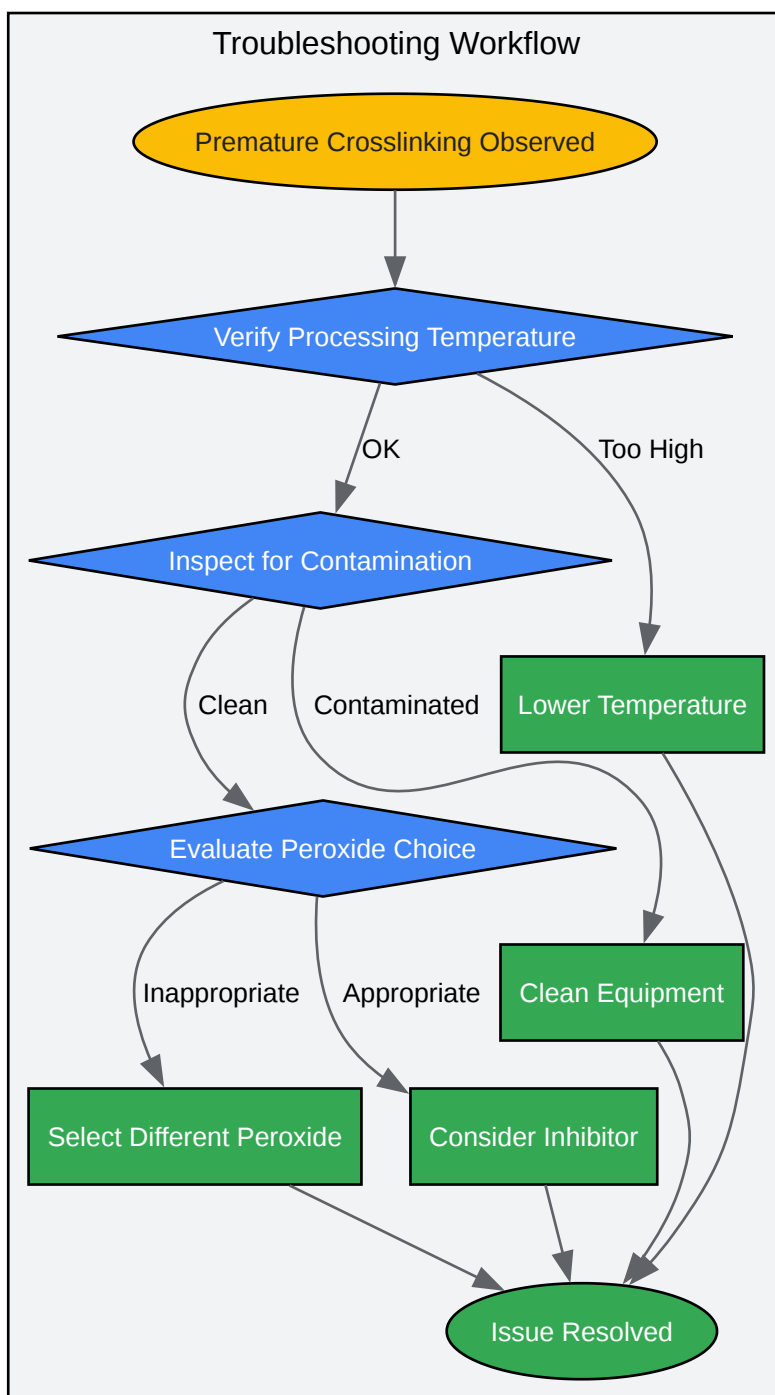 Troubleshooting Workflow
Premature Crosslinking Observed
Verify Processing Temperature
OK
Too High
Inspect for Contamination
Clean
Contaminated
Lower Temperature
Evaluate Peroxide Choice
Inappropriate
Appropriate
Clean Equipment
Select Different Peroxide
Consider Inhibitor
Issue Resolved